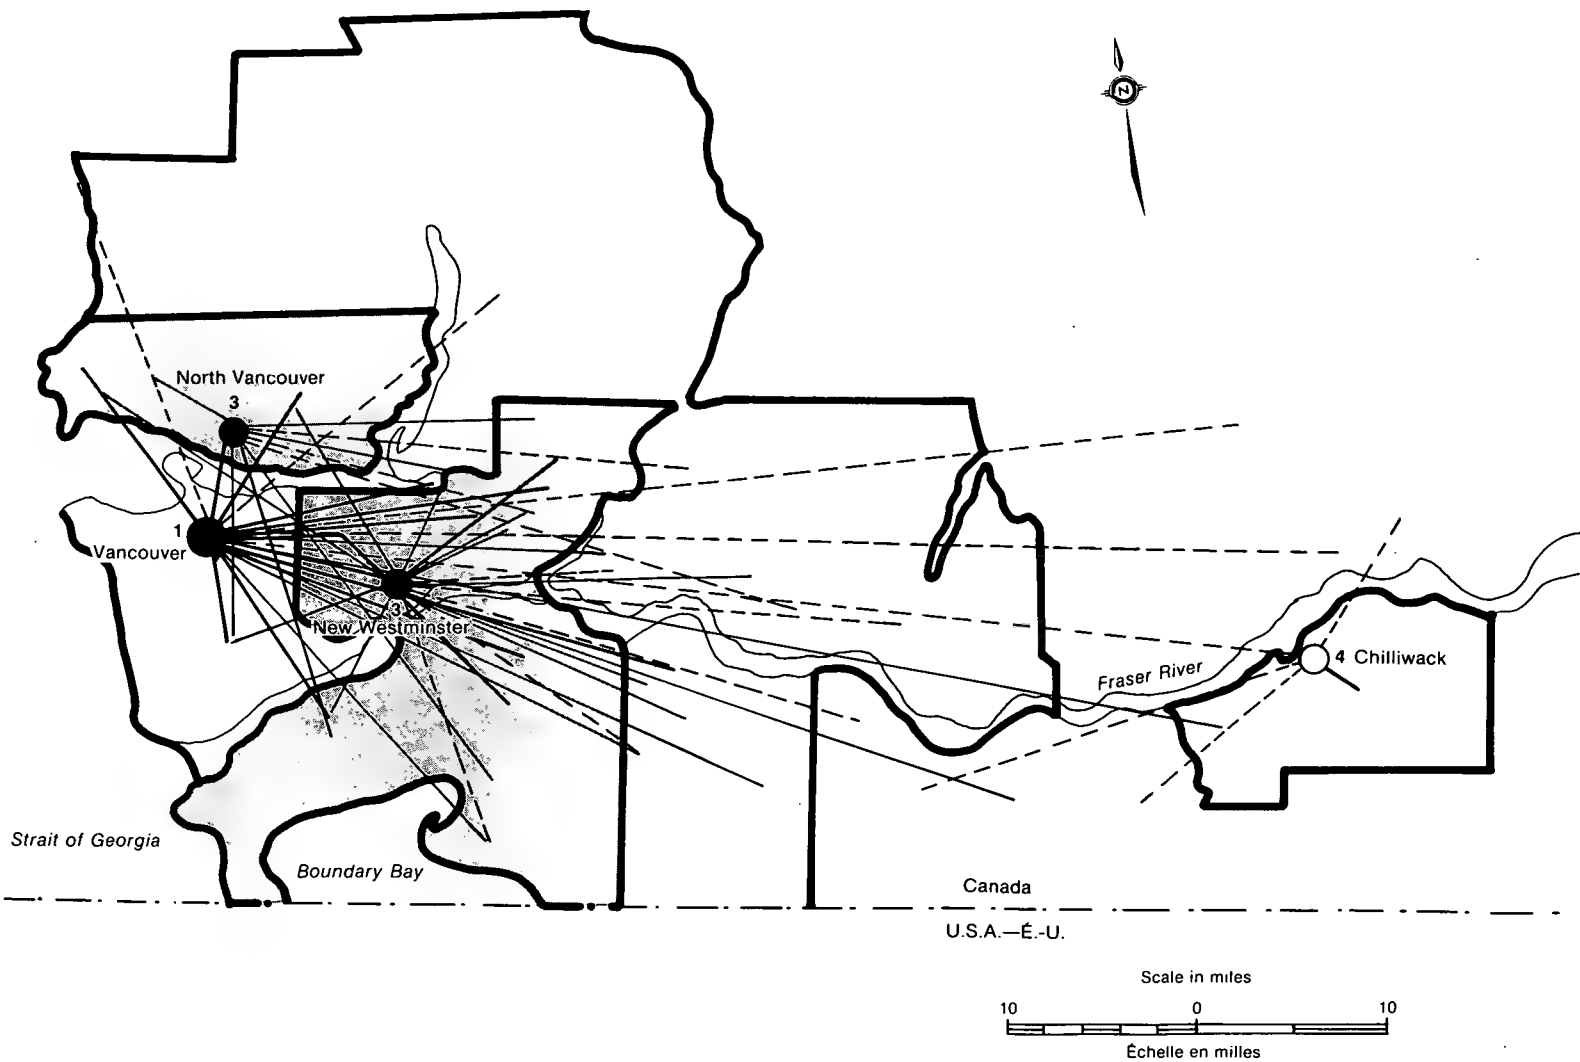 N
North Vancouver
3
1
Vancouver
3
New Westminster
Fraser River
4 Chilliwack
Strait of Georgia
Boundary Bay
Canada
U.S.A.—É.-U.
Scale in miles
10 0 10
Échelle en milles